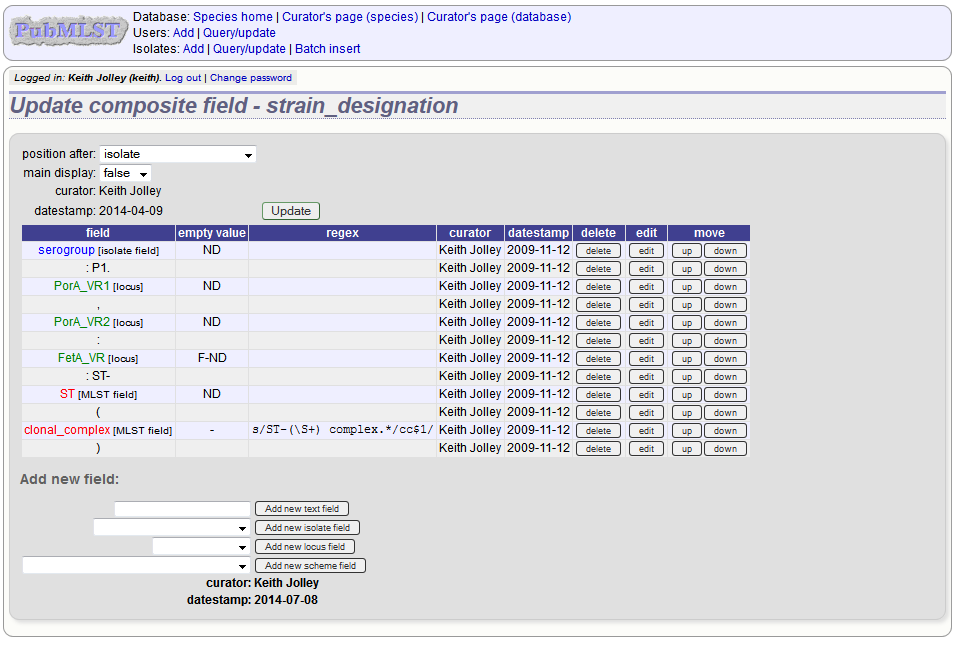 PubMLST
Database: Species home | Curator's page (species) | Curator's page (database)
Users: Add | Query/update
Isolates: Add | Query/update | Batch insert
Logged in: Keith Jolley (keith). Log out | Change password
Update composite field - strain_designation
position after: isolate
main display: false
curator: Keith Jolley
datestamp: 2014-04-09 Update
field empty value regex curator datestamp delete edit move
serogroup [isolate field] ND Keith Jolley 2009-11-12 delete edit up down
: P1. Keith Jolley 2009-11-12 delete edit up down
PorA_VR1 [locus] ND Keith Jolley 2009-11-12 delete edit up down
, Keith Jolley 2009-11-12 delete edit up down
PorA_VR2 [locus] ND Keith Jolley 2009-11-12 delete edit up down
: Keith Jolley 2009-11-12 delete edit up down
FetA_VR [locus] F-ND Keith Jolley 2009-11-12 delete edit up down
: ST- Keith Jolley 2009-11-12 delete edit up down
ST [MLST field] ND Keith Jolley 2009-11-12 delete edit up down
( Keith Jolley 2009-11-12 delete edit up down
clonal_complex [MLST field] - s/ST-(\S+) complex.*/cc$1/ Keith Jolley 2009-11-12 delete edit up down
) Keith Jolley 2009-11-12 delete edit up down
Add new field:
Add new text field
Add new isolate field
Add new locus field
Add new scheme field
curator: Keith Jolley
datestamp: 2014-07-08